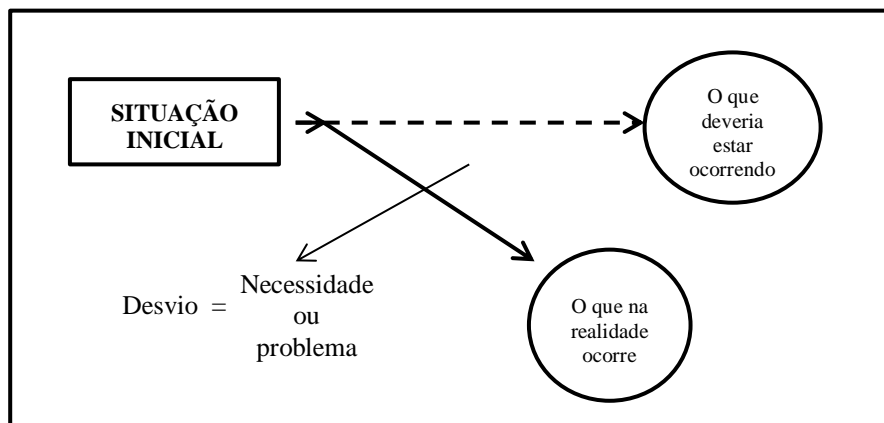 SITUAÇÃO
INICIAL
O que
deveria
estar
ocorrendo
Desvio = Necessidade
ou
problema
O que na
realidade
ocorre